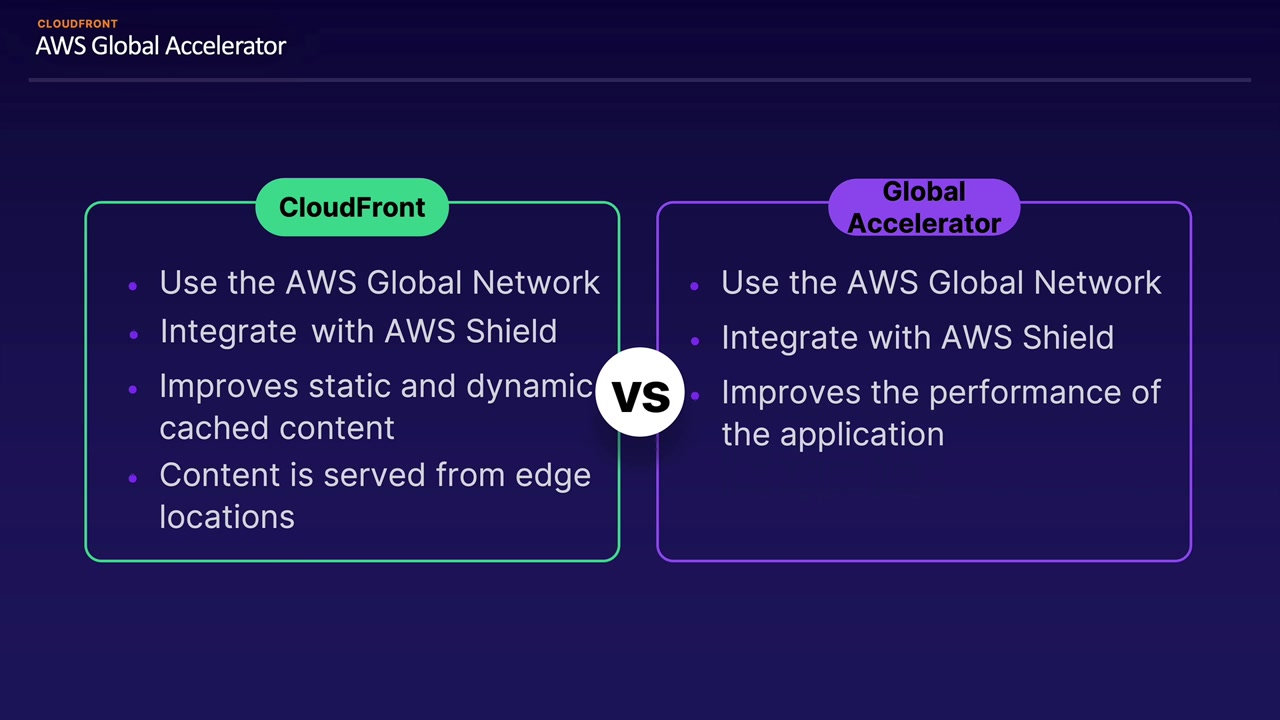 CLOUDFRONT
AWS Global Accelerator
CloudFront
Use the AWS Global Network
Integrate with AWS Shield
Improves static and dynamic
cached content
Content is served from edge
locations
vs
Global
Accelerator
Use the AWS Global Network
Integrate with AWS Shield
Improves the performance of
the application